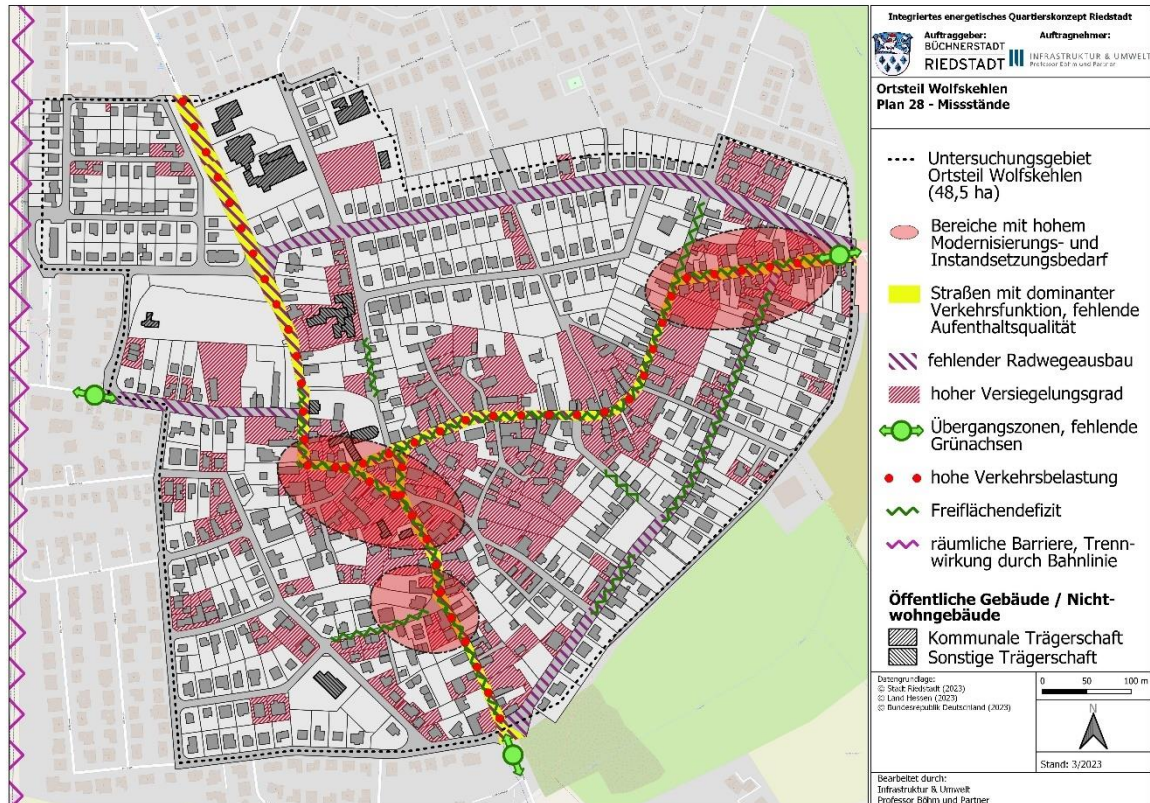 Integriertes energetisches Quartierskonzept Riedstadt
Auftraggeber:
BÜCHNERSTADT
RIEDSTADT
Auftragnehmer:
INFRASTRUKTUR & UMWELT
Professor Böhm und Partner
Ortsteil Wolfskehlen
Plan 28 - Missstände
Untersuchungsgebiet
Ortsteil Wolfskehlen
(48,5 ha)
Bereiche mit hohem
Modernisierungs- und
Instandsetzungsbedarf
Straßen mit dominanter
Verkehrsfunktion, fehlende
Aufenthaltsqualität
fehlender Radwegeausbau
hoher Versiegelungsgrad
Übergangszonen, fehlende
Grünachsen
hohe Verkehrsbelastung
Freiflächendefizit
räumliche Barriere, Trenn-
wirkung durch Bahnlinie
Öffentliche Gebäude / Nicht-
wohngebäude
Kommunale Trägerschaft
Sonstige Trägerschaft
Datengrundlage:
© Stadt Riedstadt (2023)
© Land Hessen (2023)
© Bundesrepublik Deutschland (2023)
0 50 100 m
N
Stand: 3/2023
Bearbeitet durch:
Infrastruktur & Umwelt
Professor Böhm und Partner